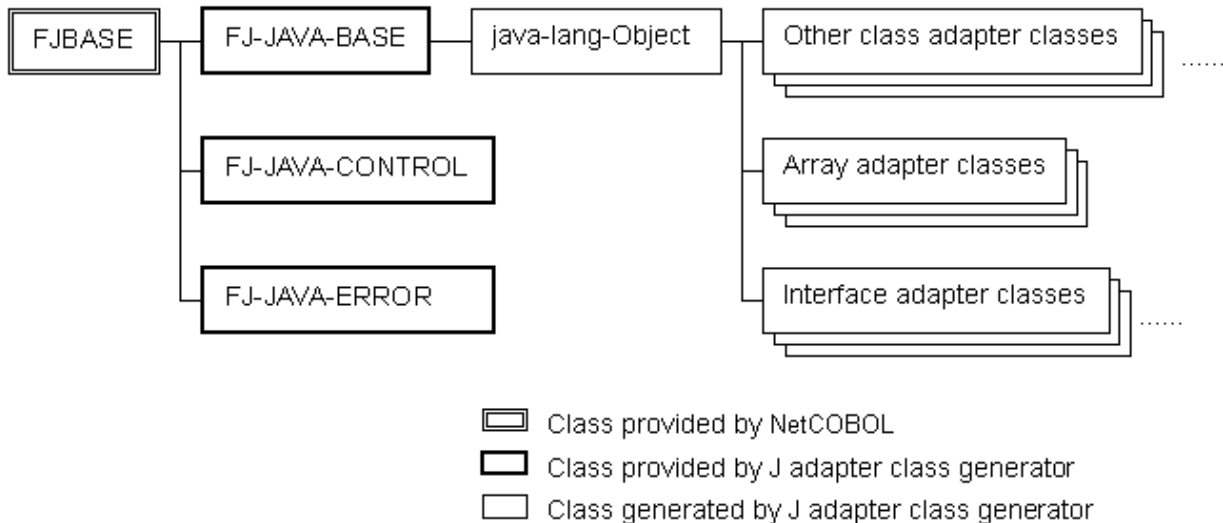 FJBASE
FJ-JAVA-BASE
java-lang-Object
Other class adapter classes
......
FJ-JAVA-CONTROL
Array adapter classes
FJ-JAVA-ERROR
Interface adapter classes
......
Class provided by NetCOBOL
Class provided by J adapter class generator
Class generated by J adapter class generator